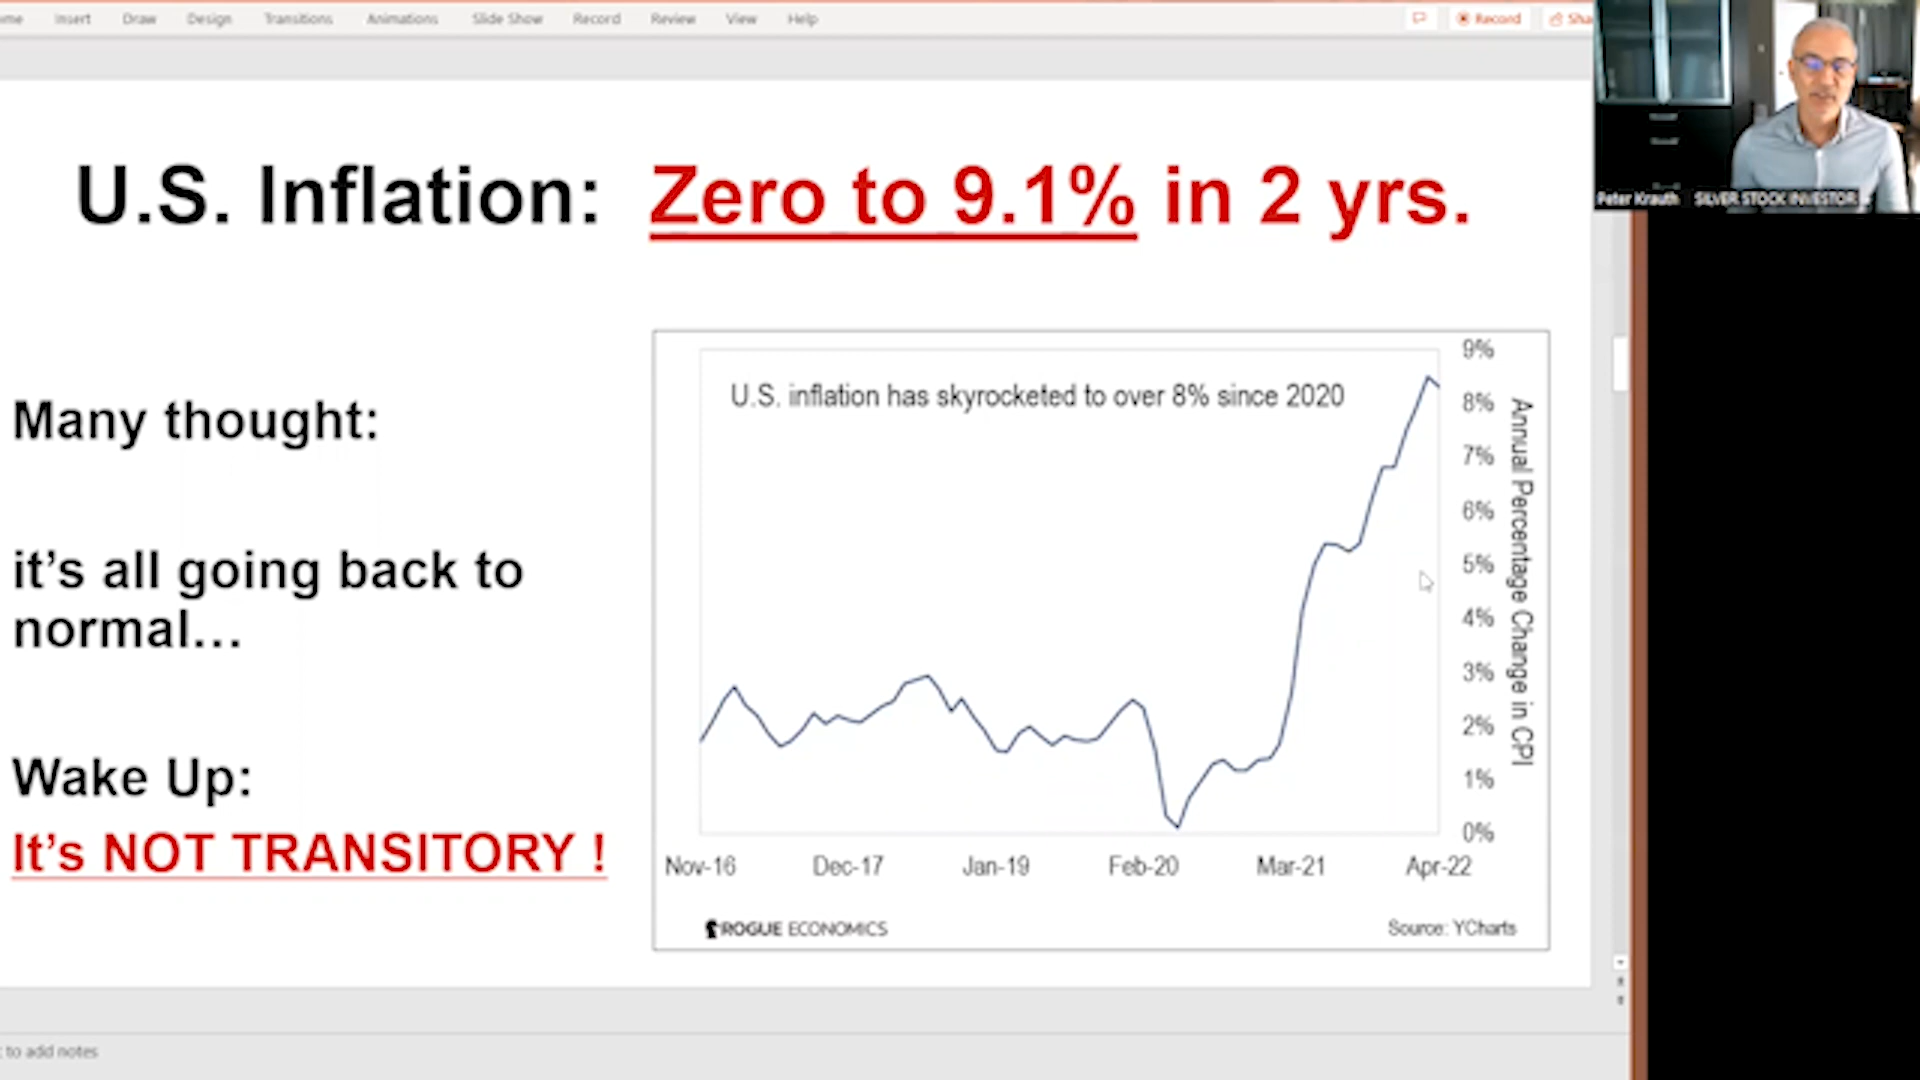 Insert Draw Design Transitions Animations Slide Show Record Review View Help
Record
Peter Krauth SILVER STOCK INVESTOR
U.S. Inflation: Zero to 9.1% in 2 yrs.
Many thought:
it's all going back to
normal...
Wake Up:
It's NOT TRANSITORY !
U.S. inflation has skyrocketed to over 8% since 2020
9%
8%
7%
6%
5%
4%
3%
2%
1%
0%
Annual Percentage Change in CPI
Nov-16 Dec-17 Jan-19 Feb-20 Mar-21 Apr-22
ROGUE ECONOMICS
Source: YCharts
to add notes